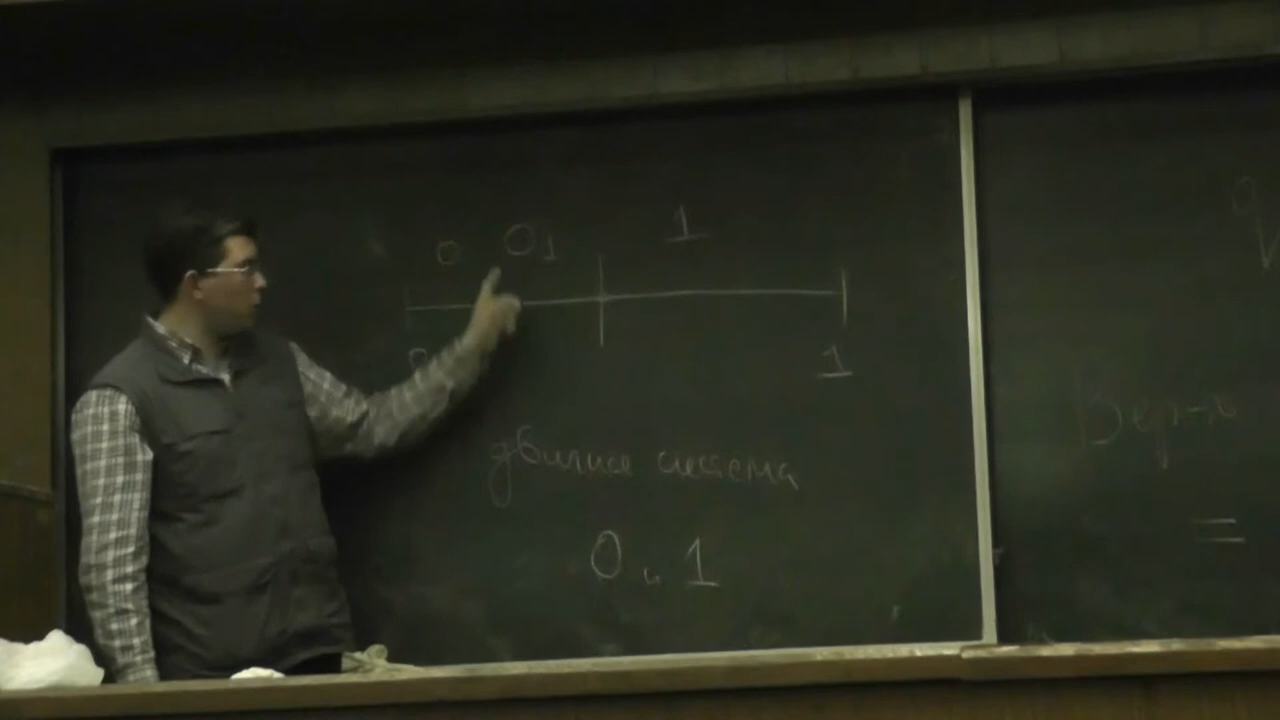 1
0 01
0 1
двоичная система
0 и 1
=